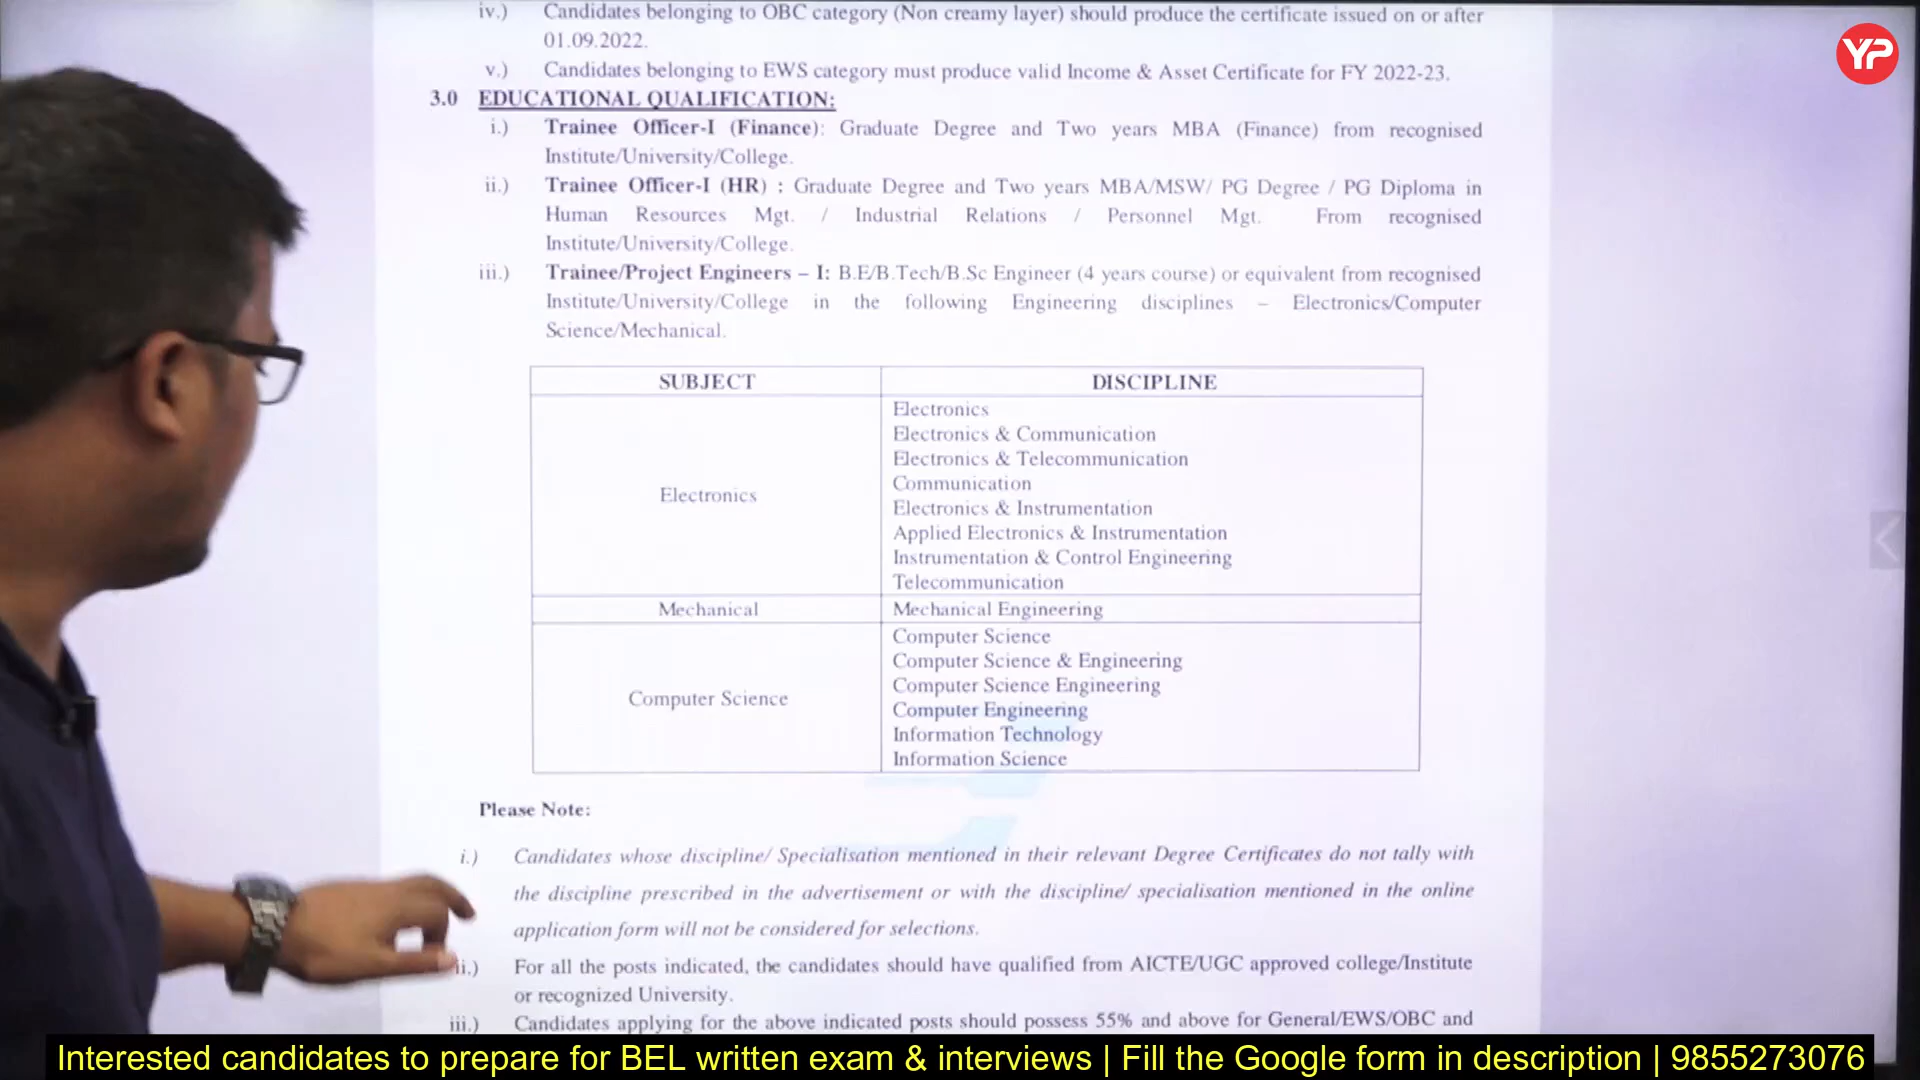 iv.) Candidates belonging to OBC category (Non creamy layer) should produce the certificate issued on or after
01.09.2022.
v.) Candidates belonging to EWS category must produce valid Income & Asset Certificate for FY 2022-23.
3.0 EDUCATIONAL QUALIFICATION:
i.) Trainee Officer-I (Finance): Graduate Degree and Two years MBA (Finance) from recognised
Institute/University/College.
ii.) Trainee Officer-I (HR) : Graduate Degree and Two years MBA/MSW/ PG Degree / PG Diploma in
Human Resources Mgt. / Industrial Relations / Personnel Mgt. From recognised
Institute/University/College.
iii.) Trainee/Project Engineers – I: B.E/B.Tech/B.Sc Engineer (4 years course) or equivalent from recognised
Institute/University/College in the following Engineering disciplines – Electronics/Computer
Science/Mechanical.
SUBJECT DISCIPLINE
Electronics
Electronics
Electronics & Communication
Electronics & Telecommunication
Communication
Electronics & Instrumentation
Applied Electronics & Instrumentation
Instrumentation & Control Engineering
Telecommunication
Mechanical Mechanical Engineering
Computer Science
Computer Science
Computer Science & Engineering
Computer Science Engineering
Computer Engineering
Information Technology
Information Science
Please Note:
i.) Candidates whose discipline/ Specialisation mentioned in their relevant Degree Certificates do not tally with
the discipline prescribed in the advertisement or with the discipline/ specialisation mentioned in the online
application form will not be considered for selections.
ii.) For all the posts indicated, the candidates should have qualified from AICTE/UGC approved college/Institute
or recognized University.
iii.) Candidates applying for the above indicated posts should possess 55% and above for General/EWS/OBC and
Interested candidates to prepare for BEL written exam & interviews | Fill the Google form in description | 9855273076
YP